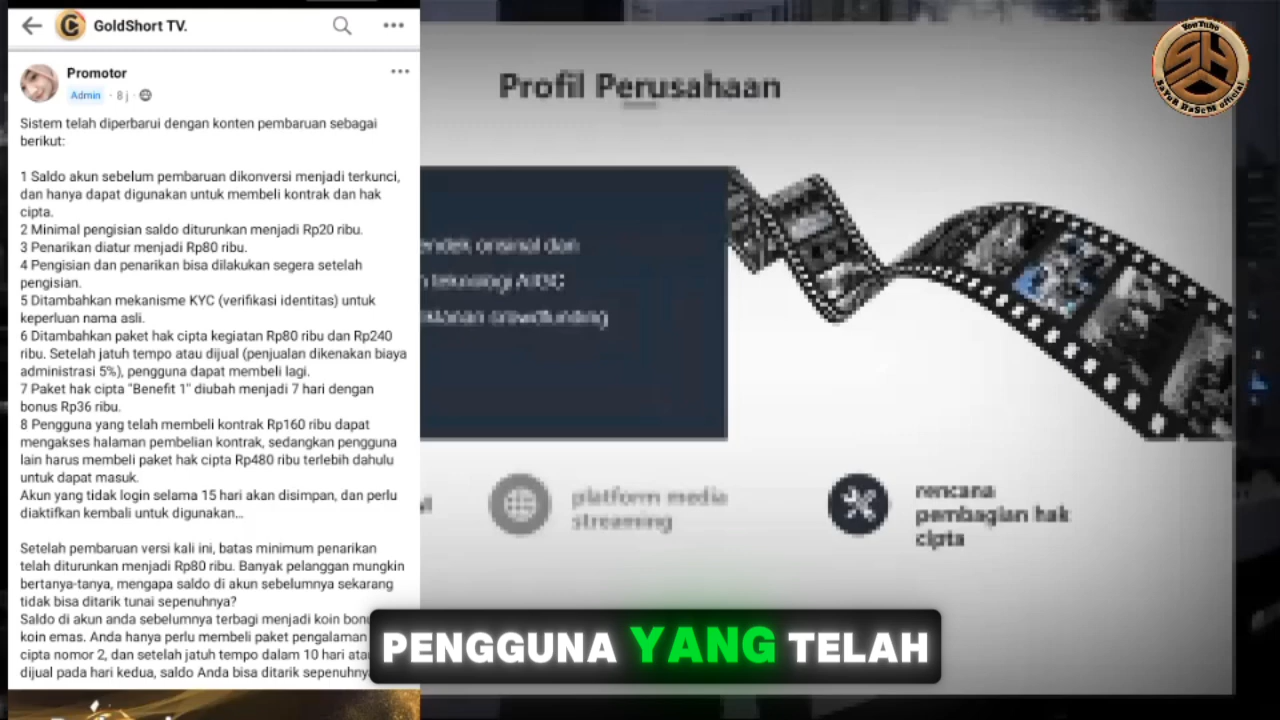 GoldShort TV.
Promotor
Admin · 8 j ·
Sistem telah diperbarui dengan konten pembaruan sebagai
berikut:
1 Saldo akun sebelum pembaruan dikonversi menjadi terkunci,
dan hanya dapat digunakan untuk membeli kontrak dan hak
cipta.
2 Minimal pengisian saldo diturunkan menjadi Rp20 ribu.
3 Penarikan diatur menjadi Rp80 ribu.
4 Pengisian dan penarikan bisa dilakukan segera setelah
pengisian.
5 Ditambahkan mekanisme KYC (verifikasi identitas) untuk
keperluan nama asli.
6 Ditambahkan paket hak cipta kegiatan Rp80 ribu dan Rp240
ribu. Setelah jatuh tempo atau dijual (penjualan dikenakan biaya
administrasi 5%), pengguna dapat membeli lagi.
7 Paket hak cipta "Benefit 1" diubah menjadi 7 hari dengan
bonus Rp36 ribu.
8 Pengguna yang telah membeli kontrak Rp160 ribu dapat
mengakses halaman pembelian kontrak, sedangkan pengguna
lain harus membeli paket hak cipta Rp480 ribu terlebih dahulu
untuk dapat masuk.
Akun yang tidak login selama 15 hari akan disimpan, dan perlu
diaktifkan kembali untuk digunakan...
Setelah pembaruan versi kali ini, batas minimum penarikan
telah diturunkan menjadi Rp80 ribu. Banyak pelanggan mungkin
bertanya-tanya, mengapa saldo di akun sebelumnya sekarang
tidak bisa ditarik tunai sepenuhnya?
Saldo di akun anda sebelumnya terbagi menjadi koin
koin emas. Anda hanya perlu membeli paket pengalaman
cipta nomor 2, dan setelah jatuh tempo dalam 10 hari
dijual pada hari kedua, saldo Anda bisa ditarik
Profil Perusahaan
orisinal dan
teknologi
crowdfunding
platform media
streaming
rencana
pembagian hak
cipta
PENGGUNA YANG TELAH
YouTube
SaYuR BaSeM official